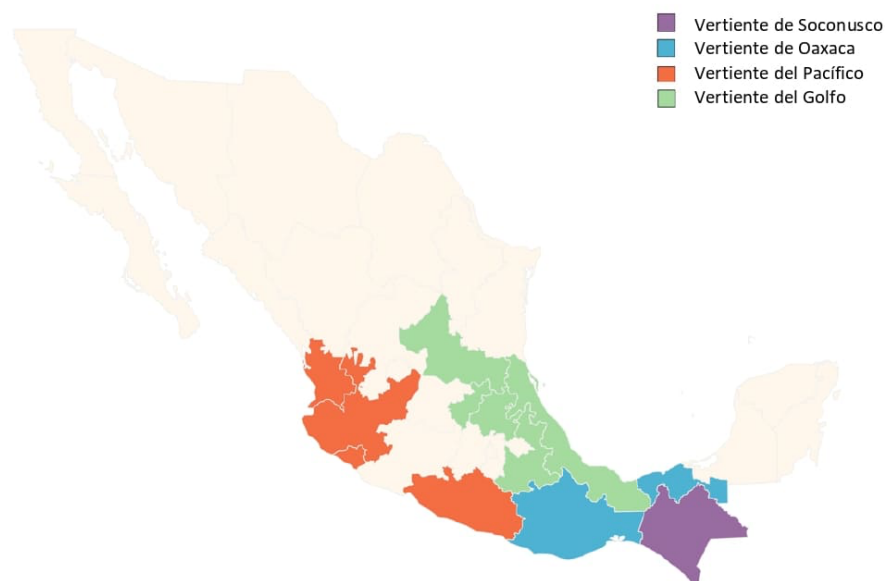 Vertiente de Soconusco
Vertiente de Oaxaca
Vertiente del Pacífico
Vertiente del Golfo